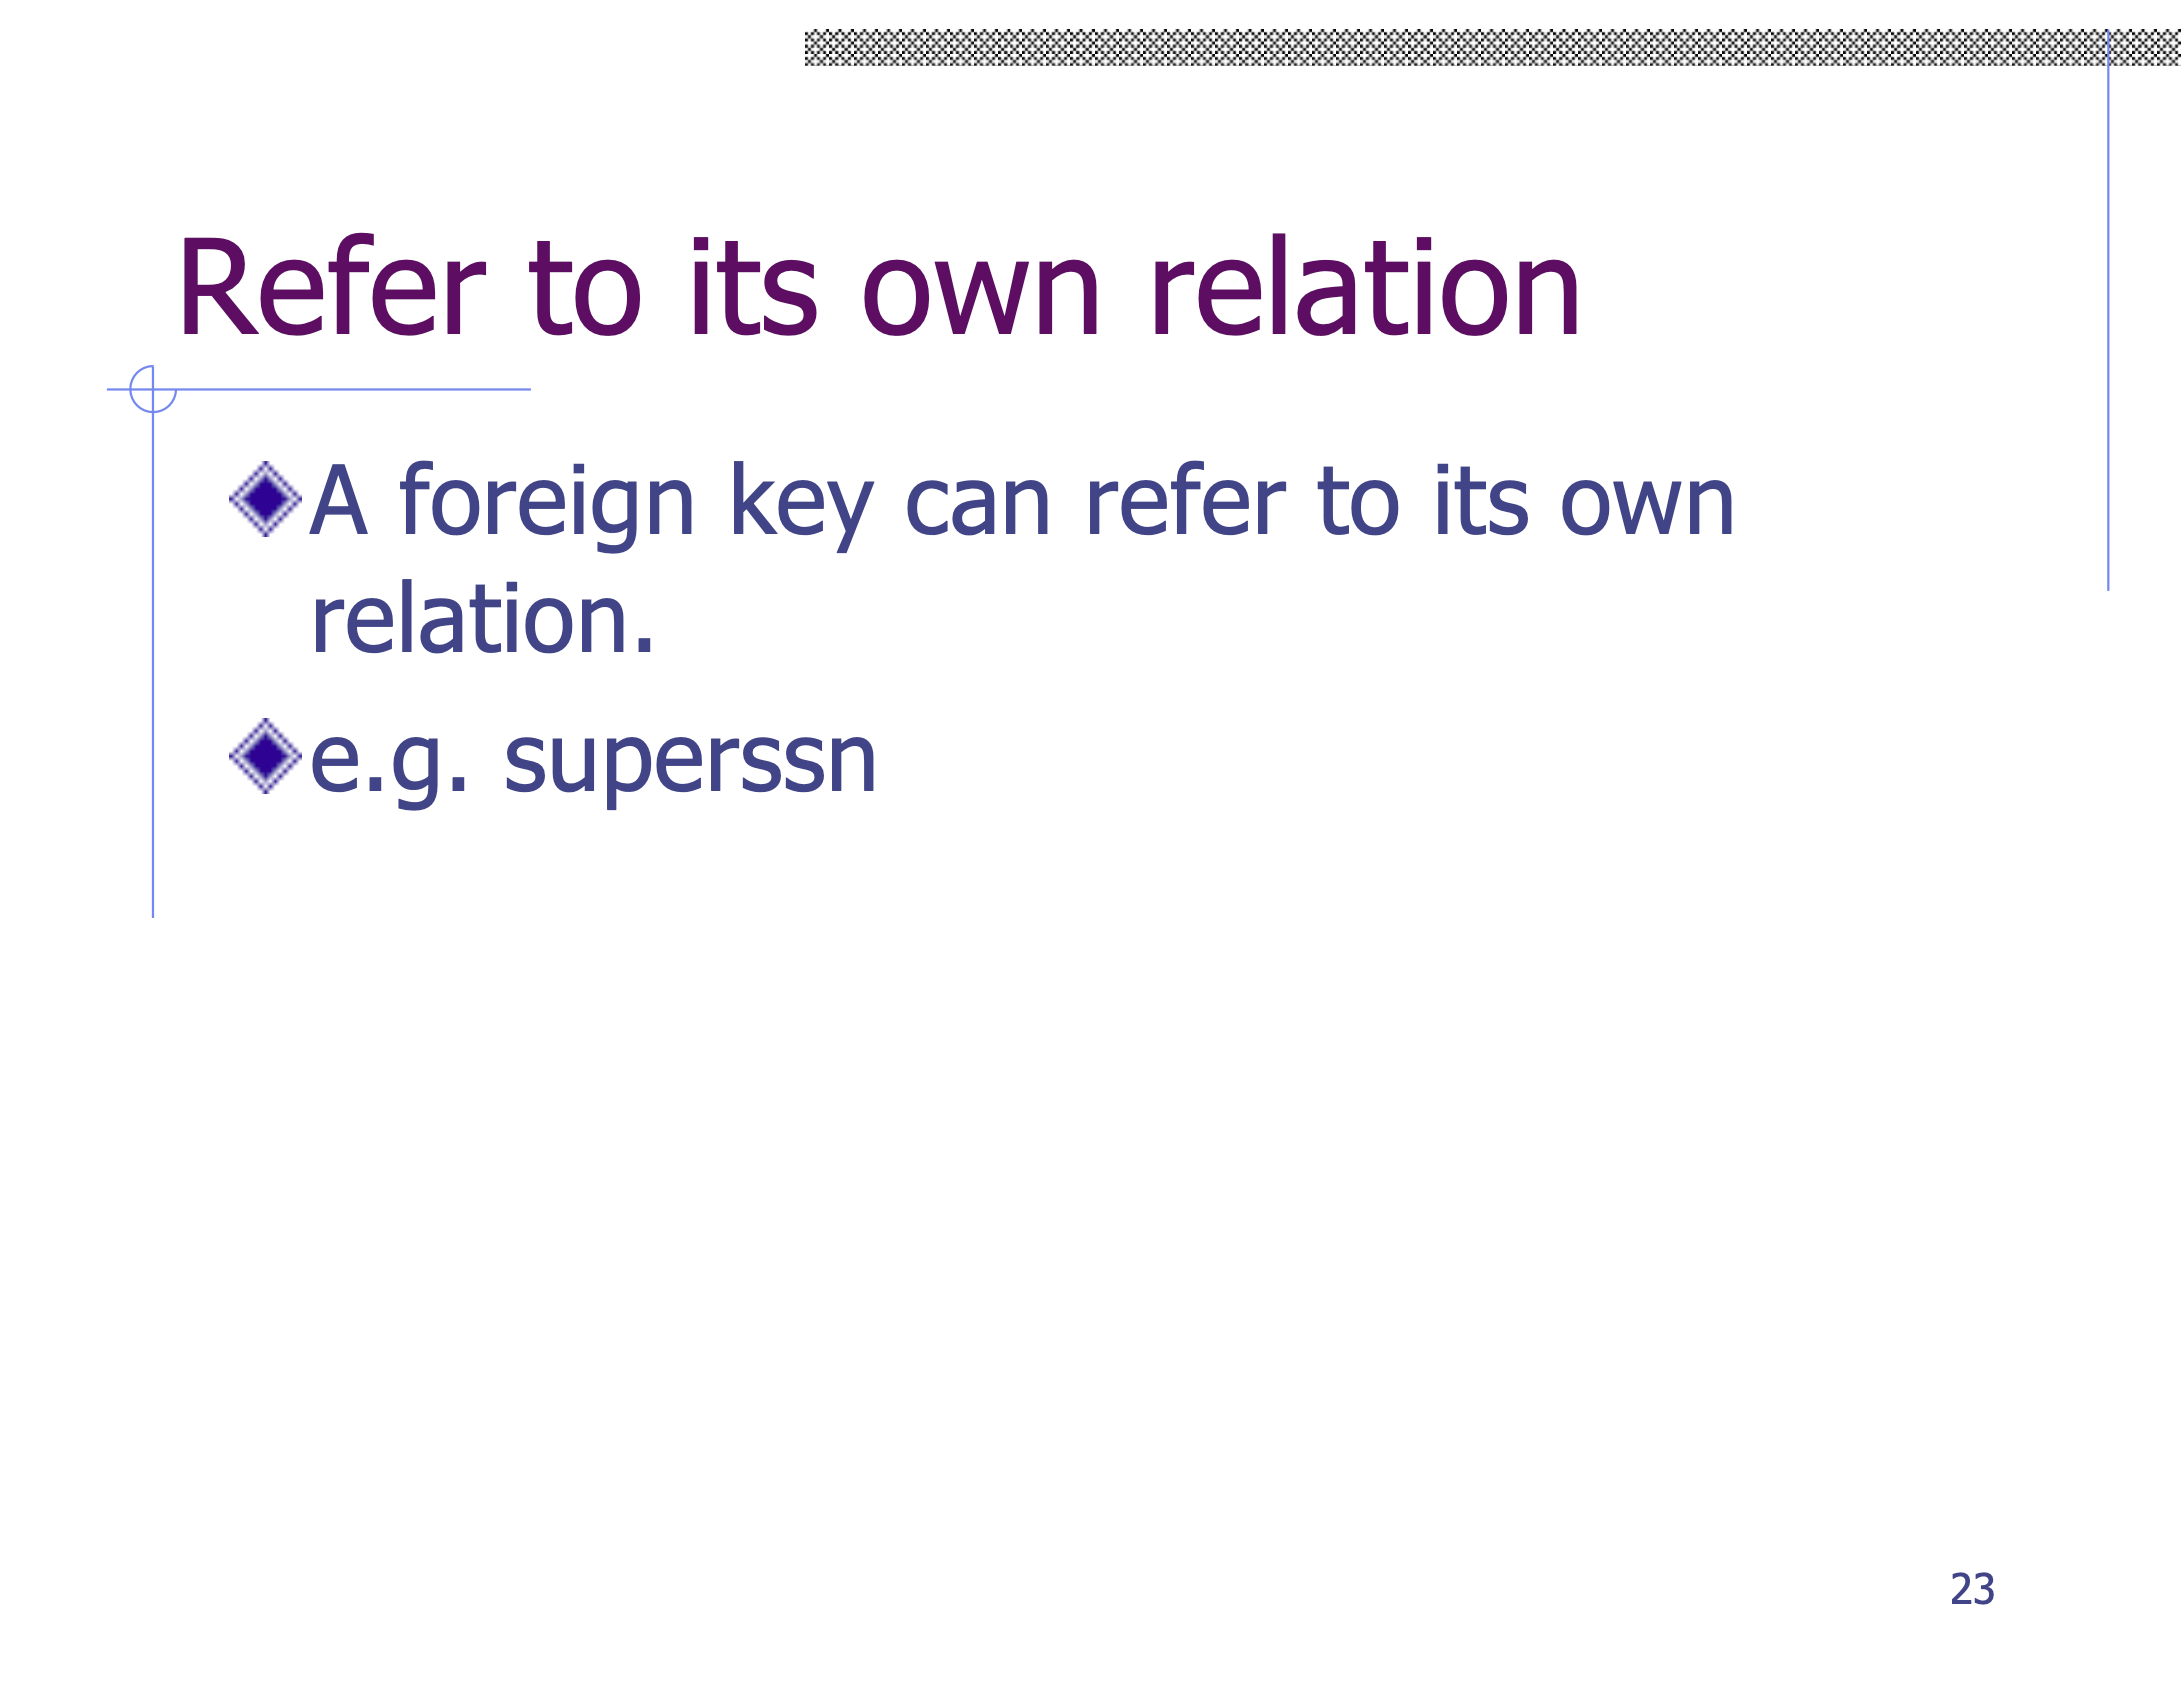 Refer to its own relation
A foreign key can refer to its own
relation.
e.g. superssn
23